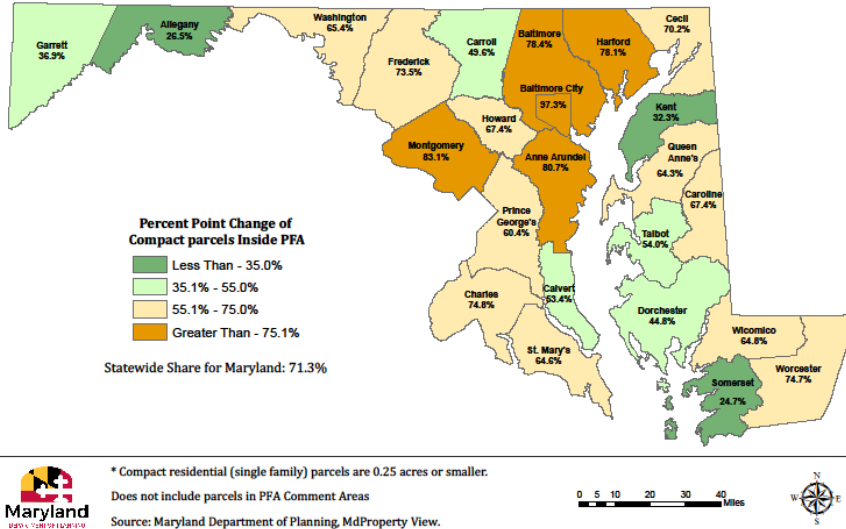 Garrett
36.9%
Allegany
26.5%
Washington
65.4%
Frederick
73.5%
Carroll
49.6%
Baltimore
78.4%
Harford
78.1%
Cecil
70.2%
Baltimore City
97.3%
Howard
67.4%
Kent
32.3%
Montgomery
83.1%
Anne Arundel
80.7%
Queen
Anne's
64.3%
Caroline
67.4%
Prince
George's
60.4%
Talbot
54.0%
Calvert
53.4%
Charles
74.8%
Dorchester
44.8%
St. Mary's
64.6%
Wicomico
64.8%
Worcester
74.7%
Somerset
24.7%
Percent Point Change of
Compact parcels Inside PFA
Less Than - 35.0%
35.1% - 55.0%
55.1% - 75.0%
Greater Than - 75.1%
Statewide Share for Maryland: 71.3%
* Compact residential (single family) parcels are 0.25 acres or smaller.
Does not include parcels in PFA Comment Areas
Source: Maryland Department of Planning, MdProperty View.
Maryland
DEPARTMENT OF PLANNING
0 5 10 20 30 40
Miles
N
W E
S